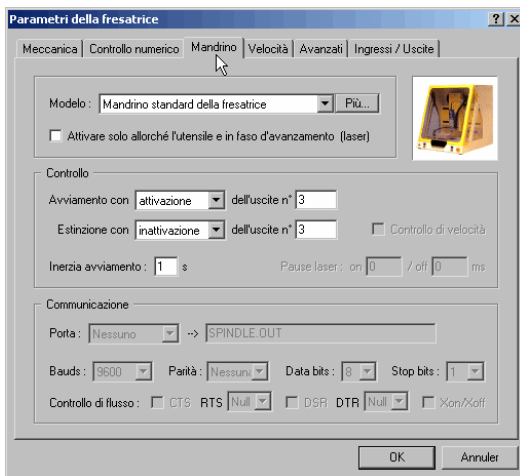 Parametri della fresatrice
Meccanica Controllo numerico Mandrino Velocità Avanzati Ingressi / Uscite
Modelo : Mandrino standard della fresatrice Più...
Attivare solo allorché l'utensile e in faso d'avanzamento (laser)
Controllo
Avviamento con attivazione dell'uscite n° 3
Estinzione con inattivazione dell'uscite n° 3 Controllo di velocità
Inerzia avviamento : 1 s Pause laser : on 0 / off 0 ms
Communicazione
Porta : Nessuno --> SPINDLE.OUT
Bauds : 9600 Parità : Nessuna Data bits : 8 Stop bits : 1
Controllo di flusso : CTS RTS Null DSR DTR Null Xon/Xoff
OK Annuler